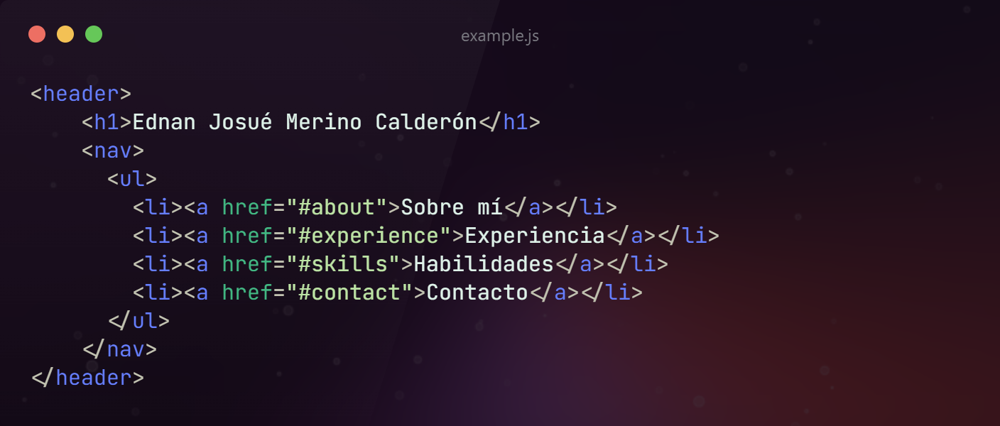 example.js
<header>
    <h1>Ednan Josué Merino Calderón</h1>
    <nav>
      <ul>
        <li><a href="#about">Sobre mí</a></li>
        <li><a href="#experience">Experiencia</a></li>
        <li><a href="#skills">Habilidades</a></li>
        <li><a href="#contact">Contacto</a></li>
      </ul>
    </nav>
</header>